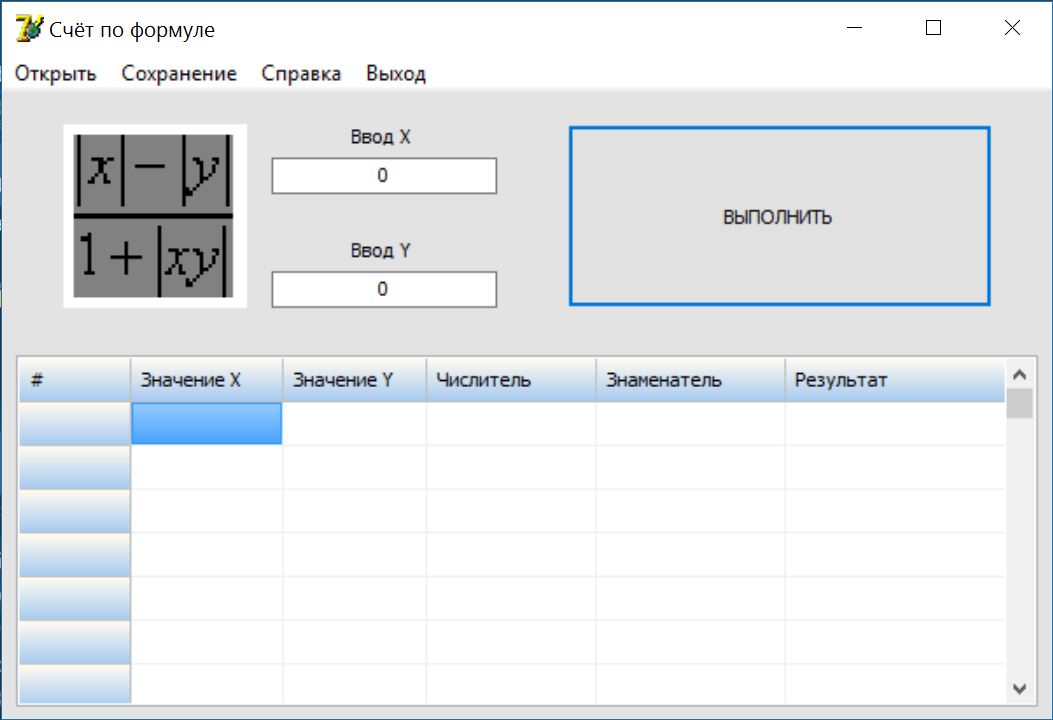 Счёт по формуле
Открыть Сохранение Справка Выход
|x| − |y|
1 + |xy|
Ввод X
0
Ввод Y
0
ВЫПОЛНИТЬ
# Значение X Значение Y Числитель Знаменатель Результат